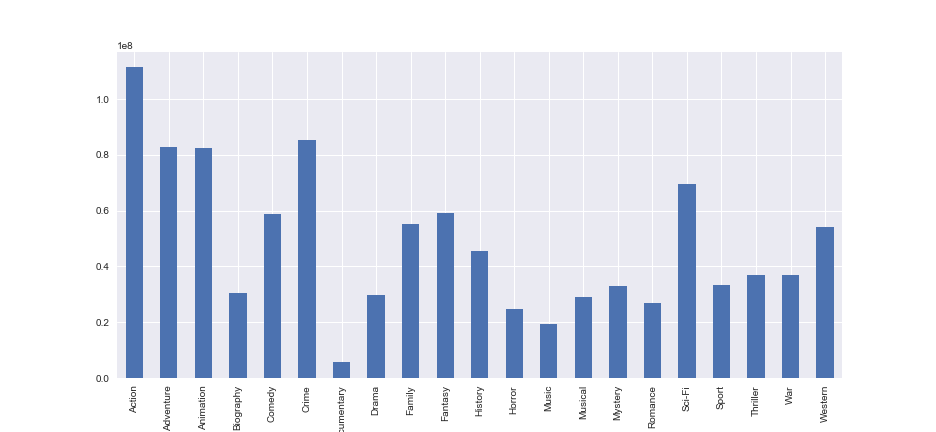 1e8
1.0
0.8
0.6
0.4
0.2
0.0
Action
Adventure
Animation
Biography
Comedy
Crime
cumentary
Drama
Family
Fantasy
History
Horror
Music
Musical
Mystery
Romance
Sci-Fi
Sport
Thriller
War
Western